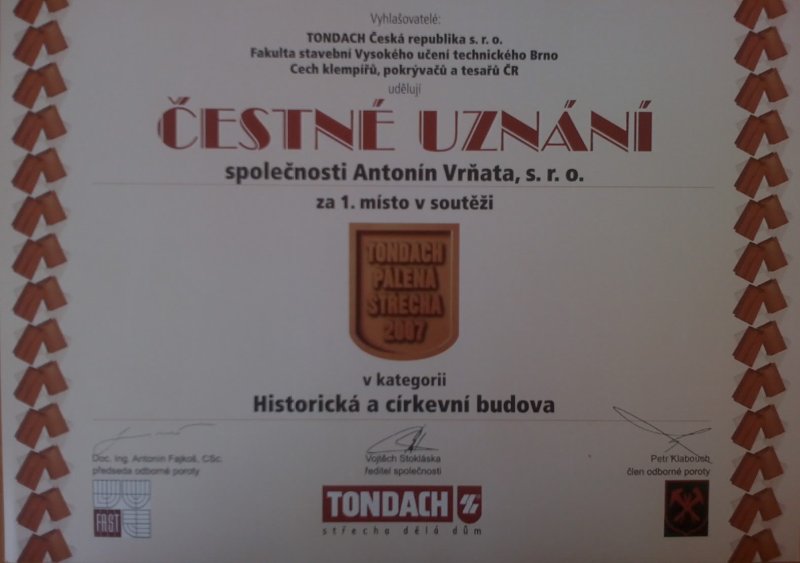 Vyhlašovatelé:
TONDACH Česká republika s. r. o.
Fakulta stavební Vysokého učení technického Brno
Cech klempířů, pokrývačů a tesařů ČR
udělují
ČESTNÉ UZNÁNÍ
společnosti Antonín Vrňata, s. r. o.
za 1. místo v soutěži
TONDACH
PÁLENÁ
STŘECHA
2007
v kategorii
Historická a církevní budova
Doc. Ing. Antonín Fajkoš, CSc.
předseda odborné poroty
Vojtěch Stokláska
ředitel společnosti
Petr Klabouch
člen odborné poroty
FAST
TONDACH
střecha dělá dům